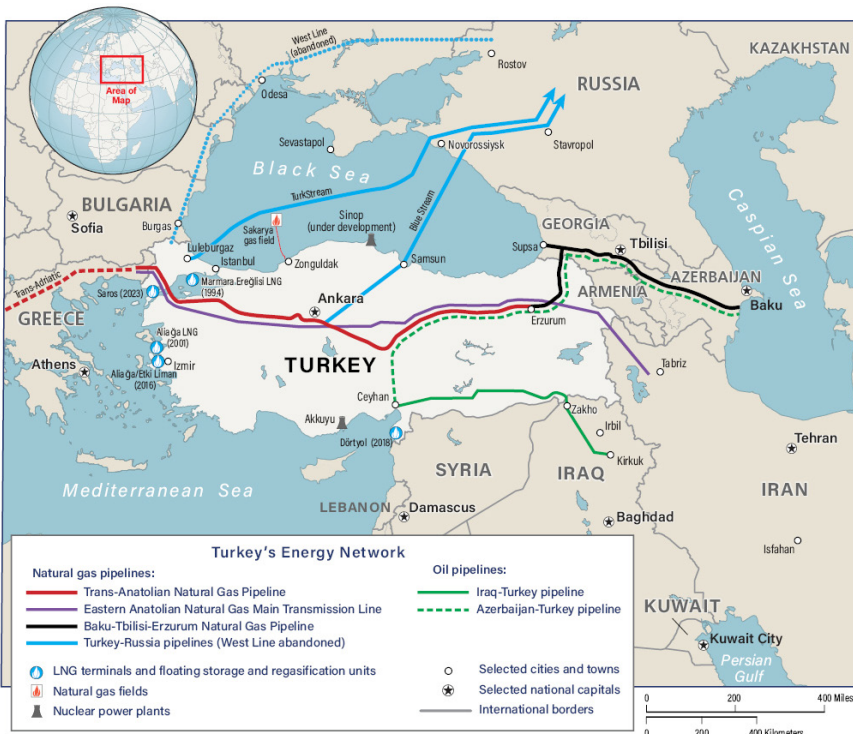 West Line
(abandoned)
Rostov
KAZAKHSTAN
Area of
Map
RUSSIA
Odesa
Sevastapol
Novorossiysk
Stavropol
Black Sea
Caspian Sea
BULGARIA
Sofia
Burgas
TurkStream
Blue Stream
Sinop
(under development)
Sakarya
gas field
GEORGIA
Tbilisi
Supsa
Luleburgaz
Istanbul
Zonguldak
Samsun
Trans-Adriatic
Marmara Ereğlisi LNG
(1994)
Saros (2023)
Ankara
ARMENIA
AZERBAIJAN
Baku
GREECE
Erzurum
Aliağa LNG
(2001)
Athens
Izmir
Aliağa/Etki Liman
(2016)
TURKEY
Tabriz
Ceyhan
Akkuyu
Dörtyol (2018)
Zakho
Irbil
Kirkuk
Tehran
Mediterranean Sea
SYRIA
IRAQ
IRAN
LEBANON
Damascus
Baghdad
Isfahan
KUWAIT
Kuwait City
Persian
Gulf
Turkey's Energy Network
Natural gas pipelines:
Trans-Anatolian Natural Gas Pipeline
Eastern Anatolian Natural Gas Main Transmission Line
Baku-Tbilisi-Erzurum Natural Gas Pipeline
Turkey-Russia pipelines (West Line abandoned)
Oil pipelines:
Iraq-Turkey pipeline
Azerbaijan-Turkey pipeline
LNG terminals and floating storage and regasification units
Natural gas fields
Nuclear power plants
Selected cities and towns
Selected national capitals
International borders
0 200 400 Miles
0 200 400 Kilometers